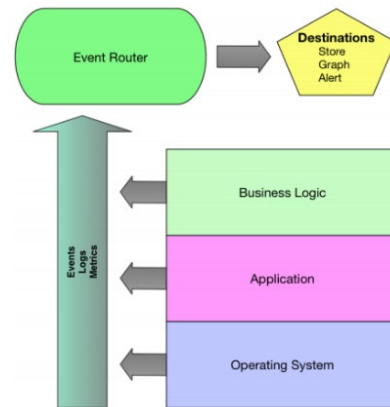 Event Router
Destinations
Store
Graph
Alert
Events
Logs
Metrics
Business Logic
Application
Operating System